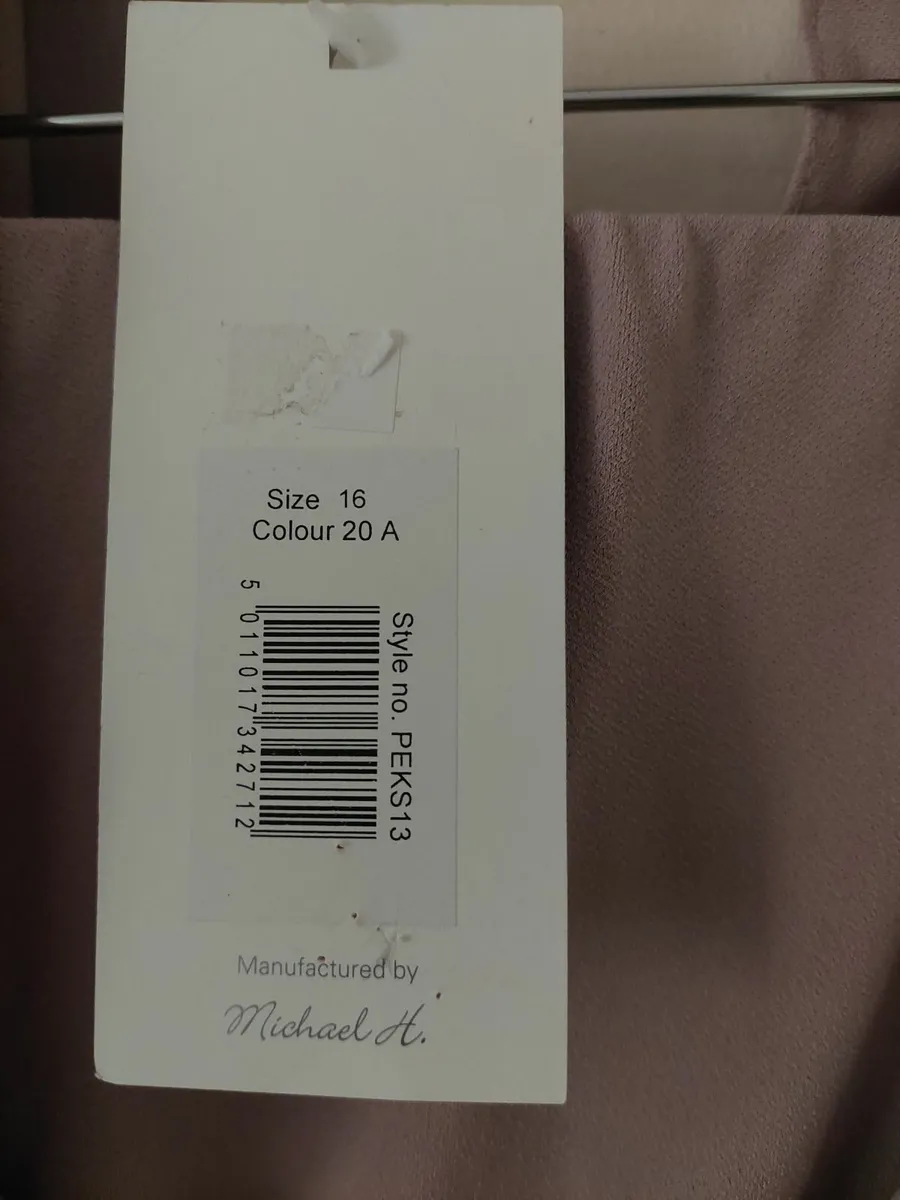 Size 16
Colour 20 A
Style no. PEKS13
5 011017 342712
Manufactured by
Michael H.